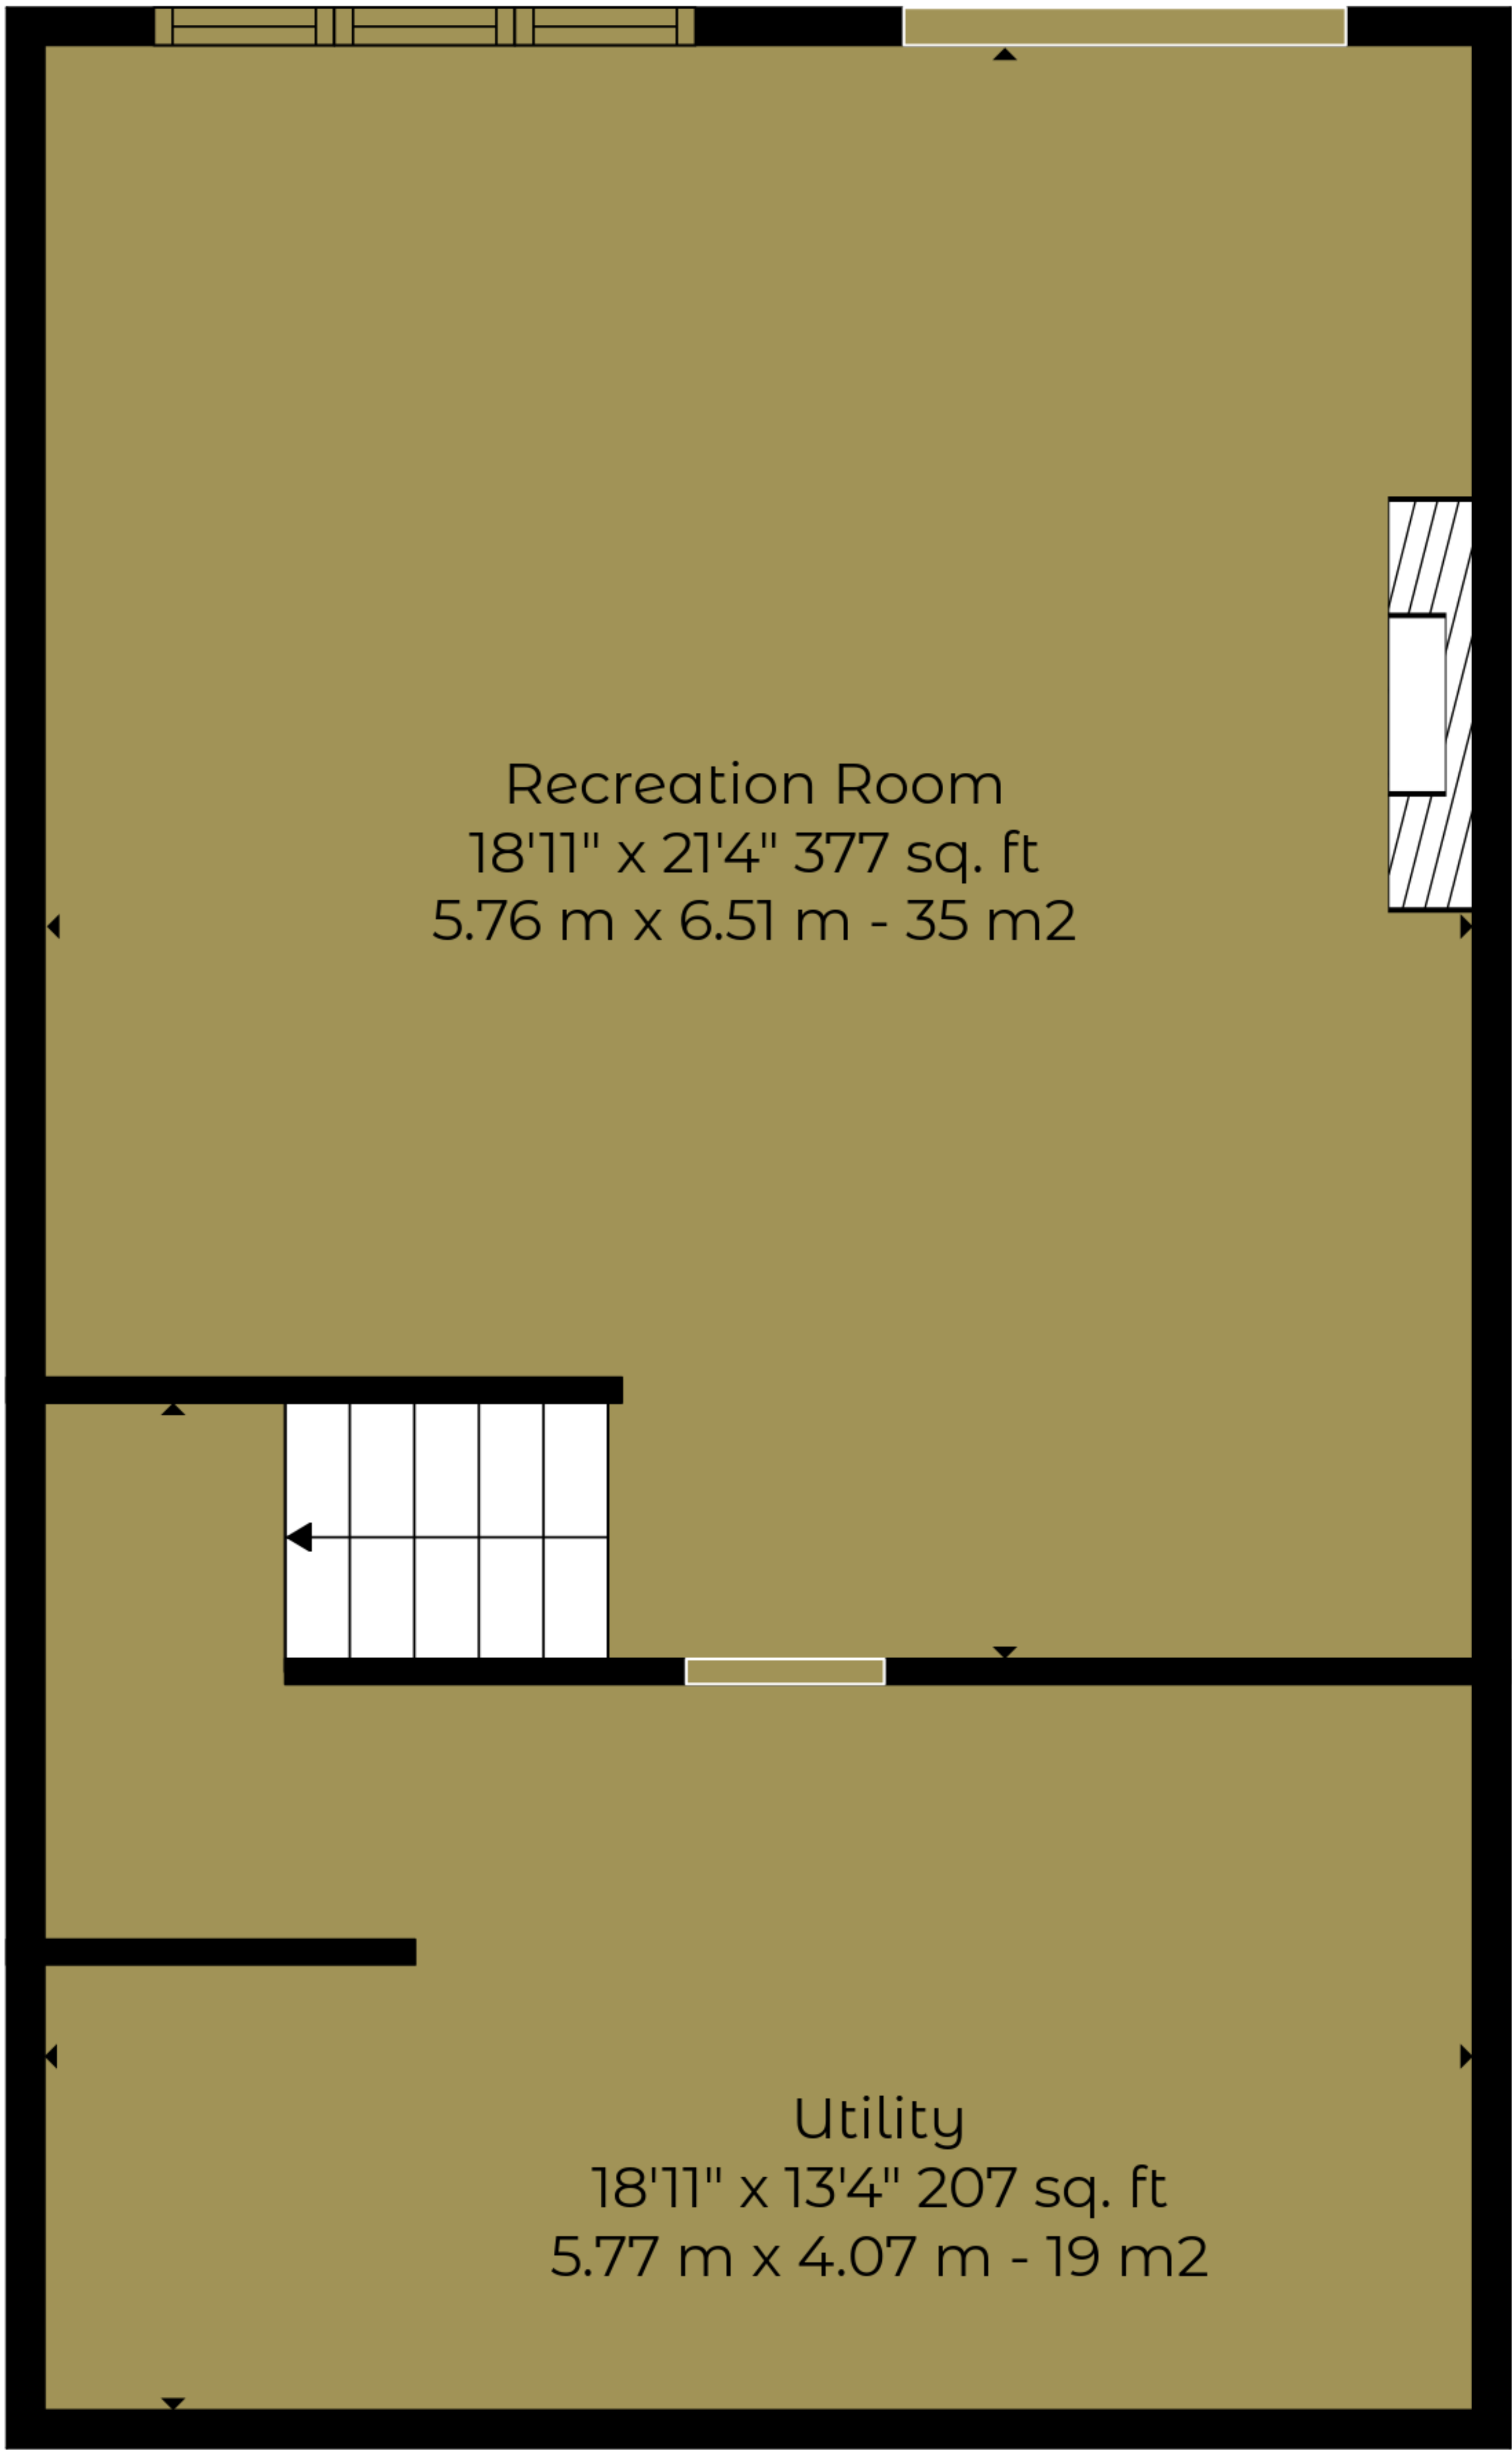 Recreation Room
18'11" x 21'4" 377 sq. ft
5.76 m x 6.51 m - 35 m2
Utility
18'11" x 13'4" 207 sq. ft
5.77 m x 4.07 m - 19 m2